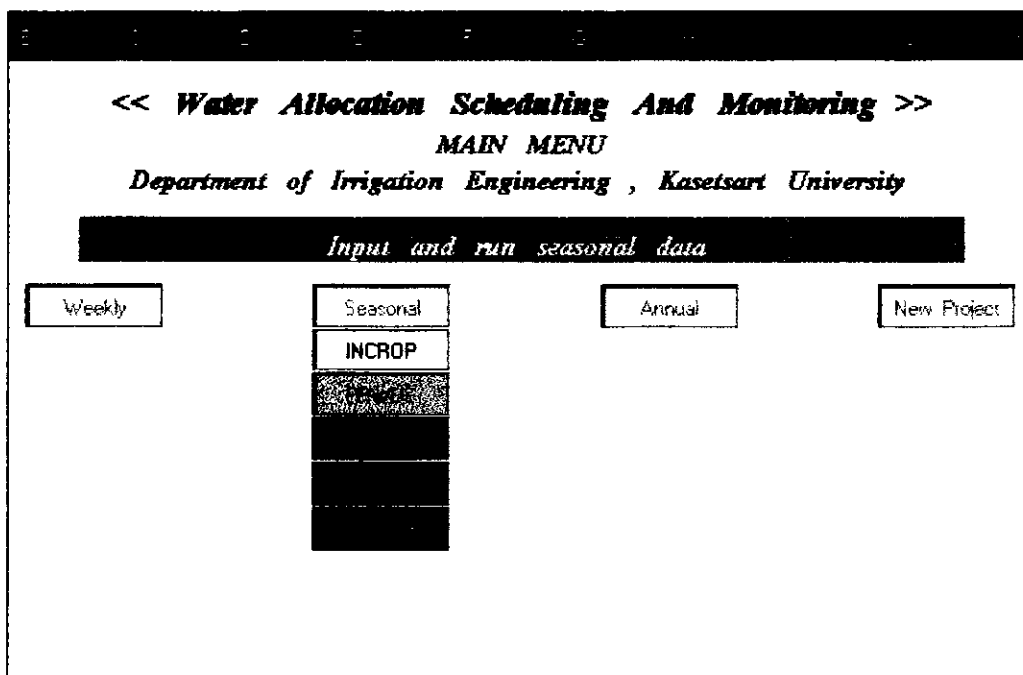 << Water Allocation Scheduling And Monitoring >>
MAIN MENU
Department of Irrigation Engineering , Kasetsart University
Input and run seasonal data
Weekly Seasonal Annual New Project
INCROP